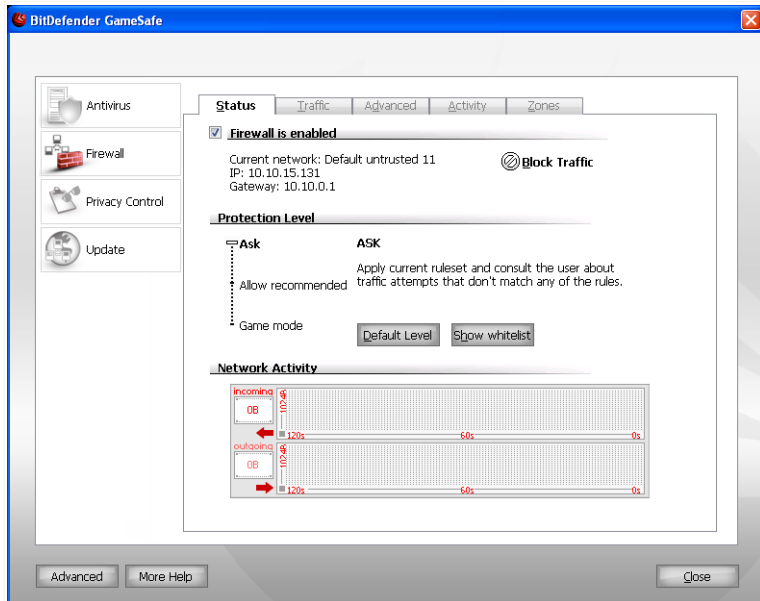 BitDefender GameSafe
Antivirus
Firewall
Privacy Control
Update
Status Traffic Advanced Activity Zones
Firewall is enabled
Current network: Default untrusted 11
IP: 10.10.15.131
Gateway: 10.10.0.1
Block Traffic
Protection Level
Ask
Allow recommended
Game mode
ASK
Apply current ruleset and consult the user about
traffic attempts that don't match any of the rules.
Default Level Show whitelist
Network Activity
incoming
0B
1024B
120s 60s 0s
outgoing
0B
1024B
120s 60s 0s
Advanced More Help Close